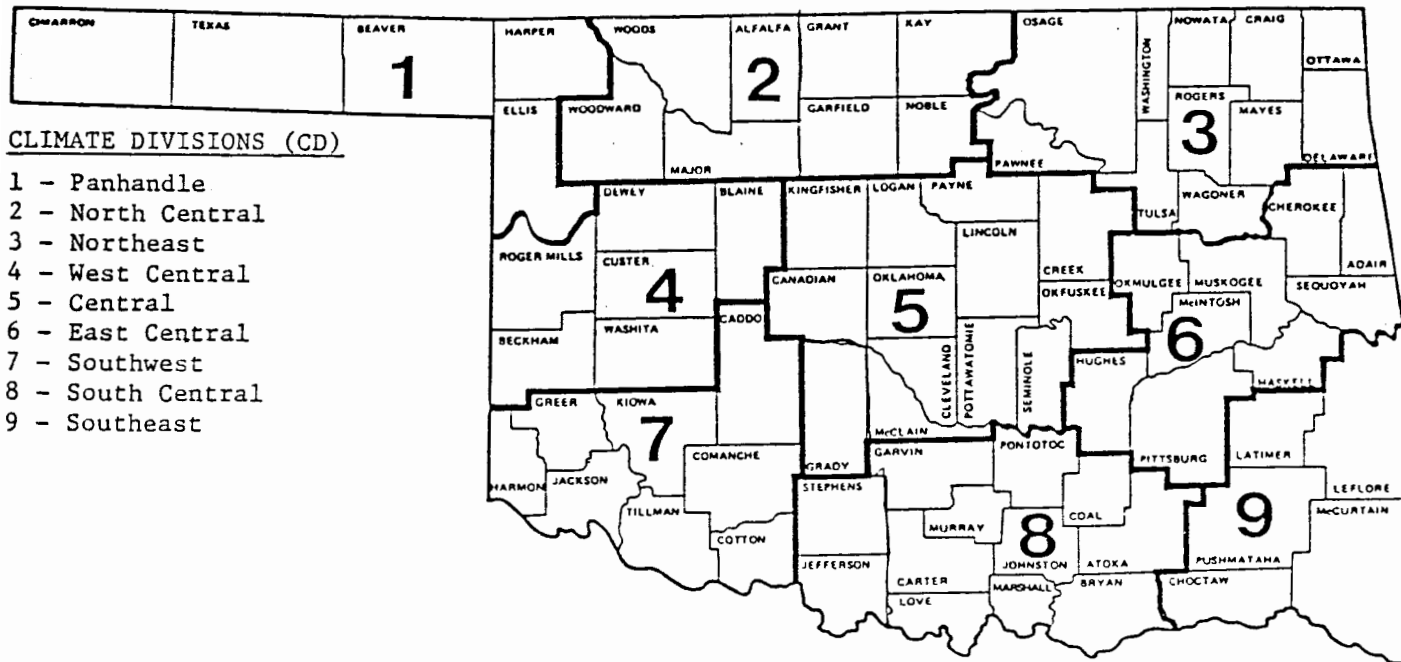 CIMARRON
TEXAS
BEAVER
HARPER
WOODS
ALFALFA
GRANT
KAY
OSAGE
WASHINGTON
NOWATA
CRAIG
OTTAWA
1
2
3
ELLIS
WOODWARD
MAJOR
GARFIELD
NOBLE
PAWNEE
ROGERS
MAYES
DELAWARE
CLIMATE DIVISIONS (CD)
1 - Panhandle
2 - North Central
3 - Northeast
4 - West Central
5 - Central
6 - East Central
7 - Southwest
8 - South Central
9 - Southeast
DEWEY
BLAINE
KINGFISHER
LOGAN
PAYNE
TULSA
WAGONER
CHEROKEE
ROGER MILLS
CUSTER
CANADIAN
OKLAHOMA
LINCOLN
CREEK
OKMULGEE
MUSKOGEE
ADAIR
SEQUOYAH
4
5
6
BECKHAM
WASHITA
CADDO
CLEVELAND
POTTAWATOMIE
SEMINOLE
OKFUSKEE
McINTOSH
HUGHES
HASKELL
GREER
KIOWA
7
COMANCHE
GRADY
McCLAIN
GARVIN
PONTOTOC
PITTSBURG
LATIMER
LEFLORE
HARMON
JACKSON
TILLMAN
COTTON
STEPHENS
MURRAY
8
COAL
9
McCURTAIN
JEFFERSON
CARTER
JOHNSTON
ATOKA
PUSHMATAHA
LOVE
MARSHALL
BRYAN
CHOCTAW